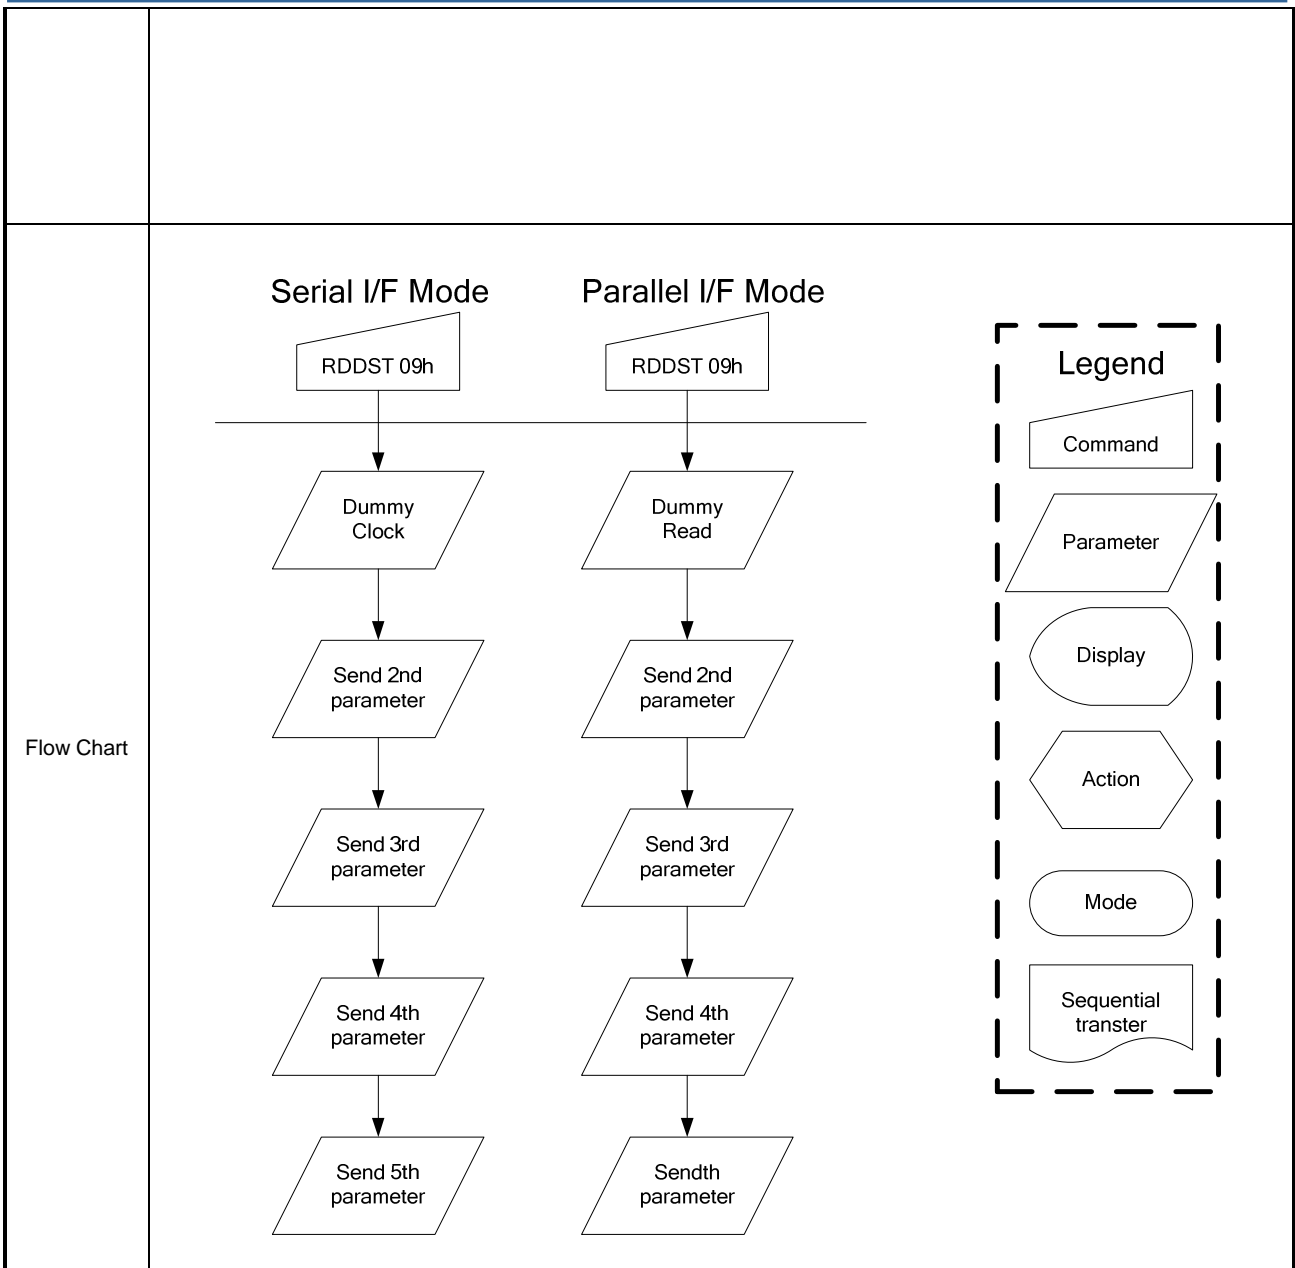 Flow Chart
Serial I/F Mode
RDDST 09h
Dummy
Clock
Send 2nd
parameter
Send 3rd
parameter
Send 4th
parameter
Send 5th
parameter
Parallel I/F Mode
RDDST 09h
Dummy
Read
Send 2nd
parameter
Send 3rd
parameter
Send 4th
parameter
Sendth
parameter
Legend
Command
Parameter
Display
Action
Mode
Sequential
transter